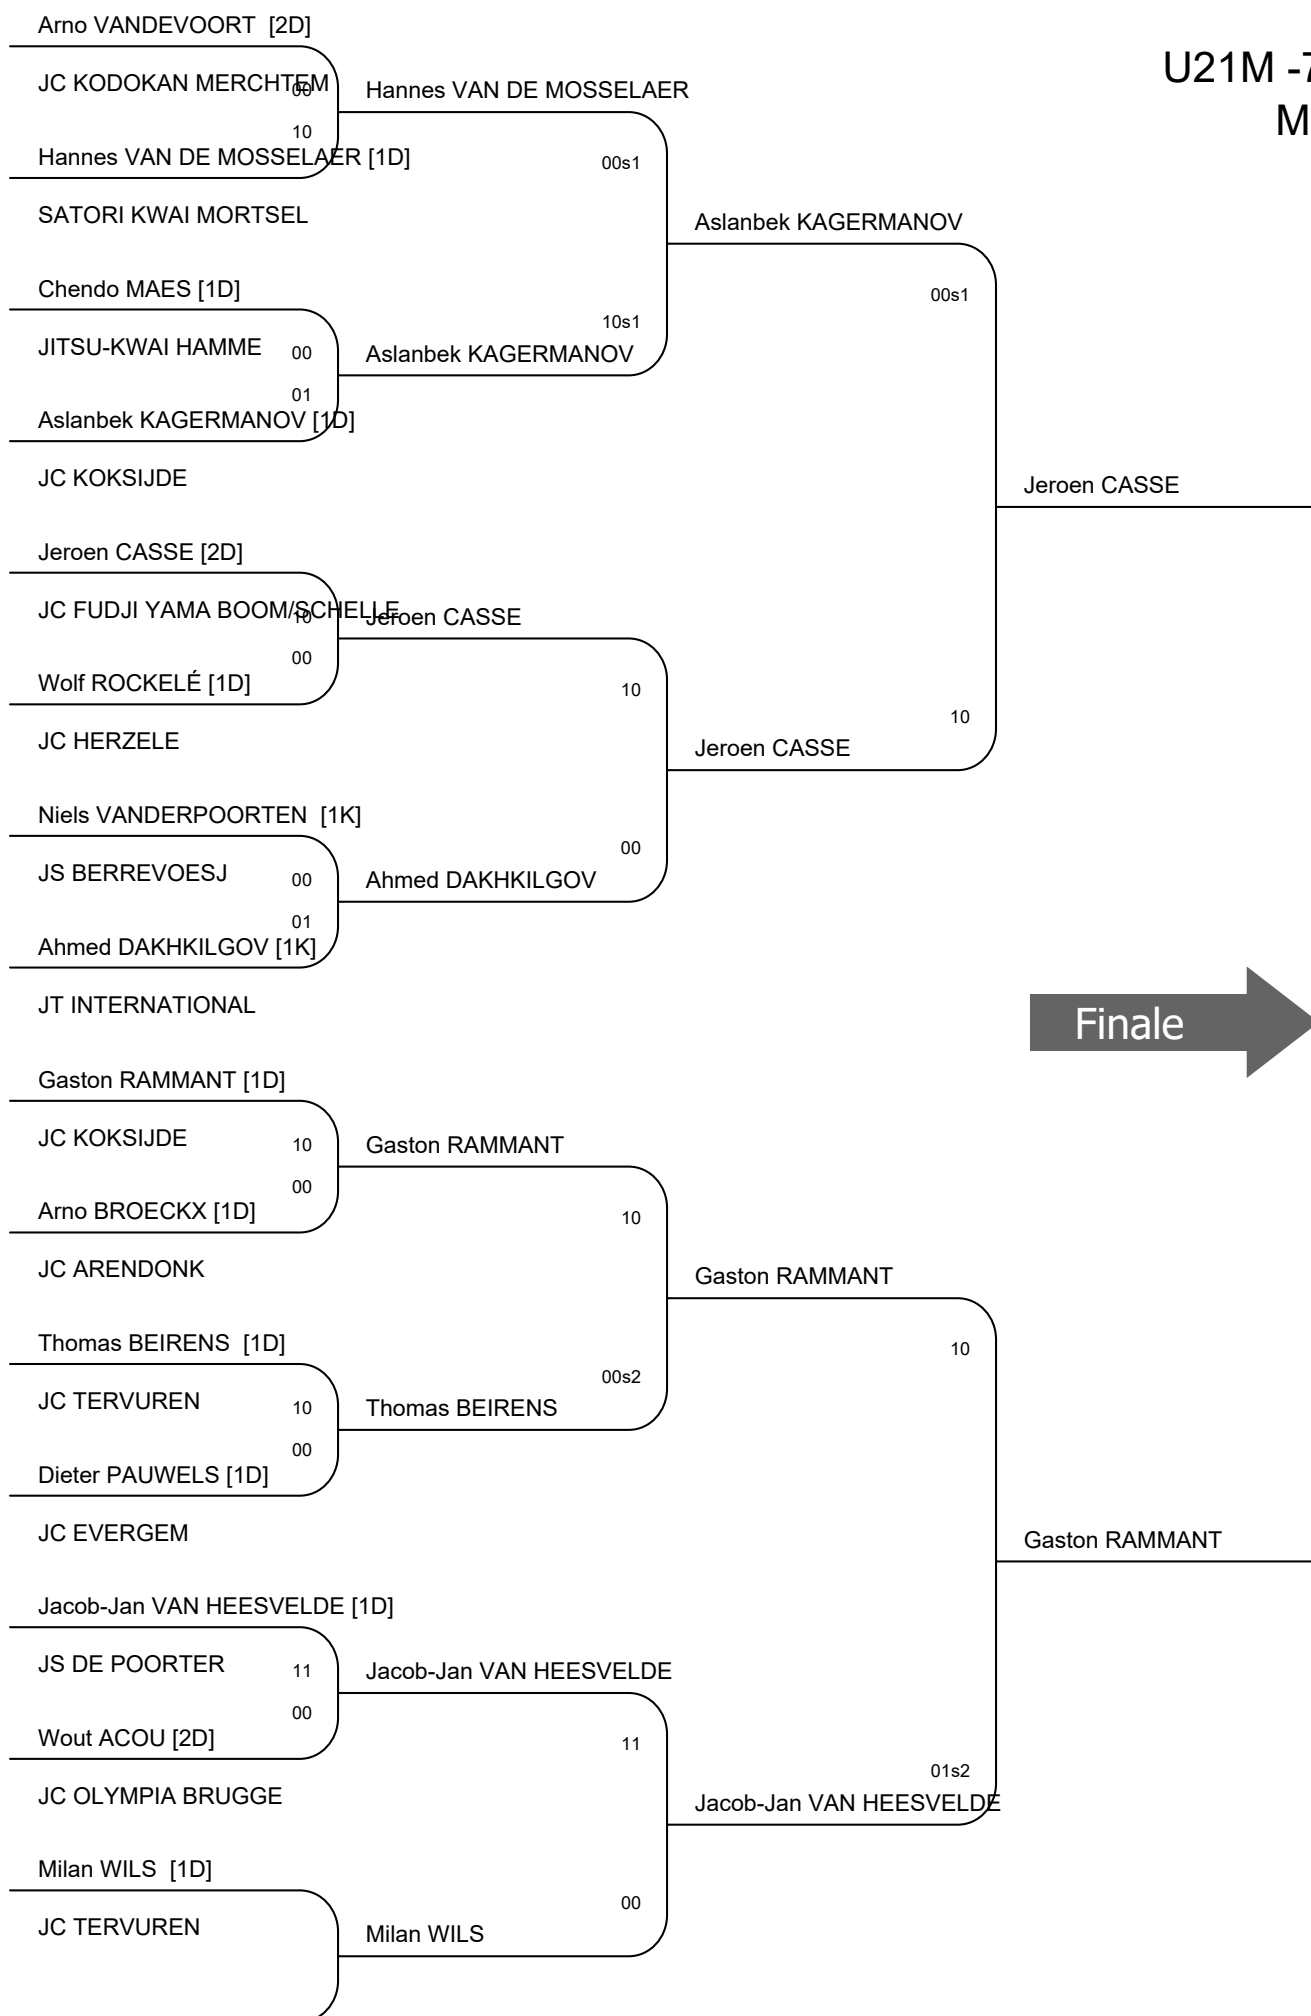 Arno VANDEVOORT [2D]
U21M -7
JC KODOKAN MERCHTEM
00
Hannes VAN DE MOSSELAER
M
10
Hannes VAN DE MOSSELAER [1D]
00s1
SATORI KWAI MORTSEL
Aslanbek KAGERMANOV
Chendo MAES [1D]
00s1
10s1
JITSU-KWAI HAMME
00
Aslanbek KAGERMANOV
01
Aslanbek KAGERMANOV [1D]
JC KOKSIJDE
Jeroen CASSE
Jeroen CASSE [2D]
JC FUDJI YAMA BOOM/SCHELLE
10
Jeroen CASSE
00
Wolf ROCKELÉ [1D]
10
10
JC HERZELE
Jeroen CASSE
Niels VANDERPOORTEN [1K]
00
JS BERREVOESJ
00
Ahmed DAKHKILGOV
01
Ahmed DAKHKILGOV [1K]
JT INTERNATIONAL
Finale
Gaston RAMMANT [1D]
JC KOKSIJDE
10
Gaston RAMMANT
00
Arno BROECKX [1D]
10
JC ARENDONK
Gaston RAMMANT
Thomas BEIRENS [1D]
10
00s2
JC TERVUREN
10
Thomas BEIRENS
00
Dieter PAUWELS [1D]
JC EVERGEM
Gaston RAMMANT
Jacob-Jan VAN HEESVELDE [1D]
JS DE POORTER
11
Jacob-Jan VAN HEESVELDE
00
Wout ACOU [2D]
11
01s2
JC OLYMPIA BRUGGE
Jacob-Jan VAN HEESVELDE
Milan WILS [1D]
00
JC TERVUREN
Milan WILS